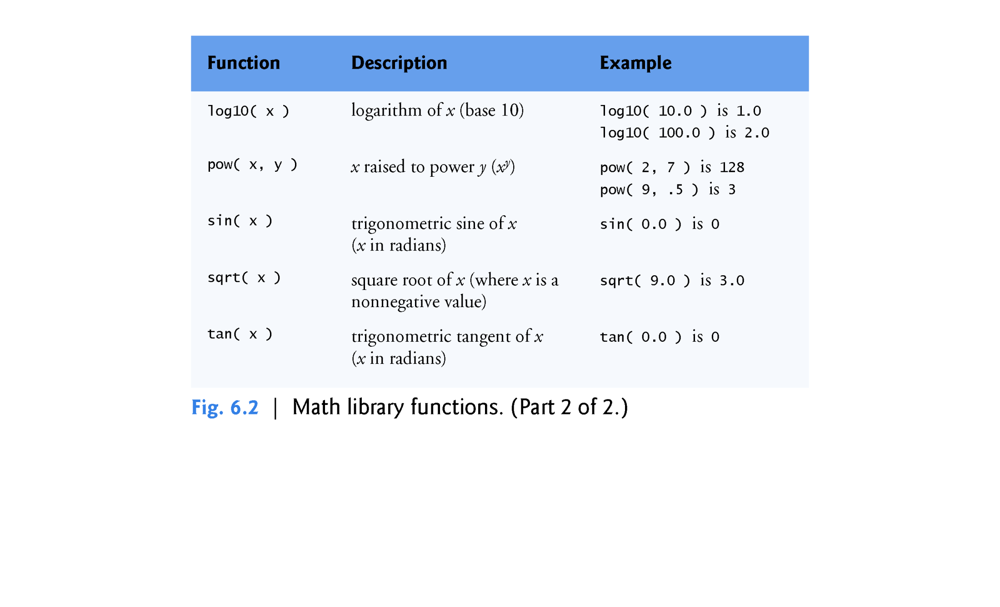 Function Description Example
log10( x ) logarithm of x (base 10) log10( 10.0 ) is 1.0
log10( 100.0 ) is 2.0
pow( x, y ) x raised to power y (xʸ) pow( 2, 7 ) is 128
pow( 9, .5 ) is 3
sin( x ) trigonometric sine of x sin( 0.0 ) is 0
(x in radians)
sqrt( x ) square root of x (where x is a sqrt( 9.0 ) is 3.0
nonnegative value)
tan( x ) trigonometric tangent of x tan( 0.0 ) is 0
(x in radians)
Fig. 6.2 | Math library functions. (Part 2 of 2.)